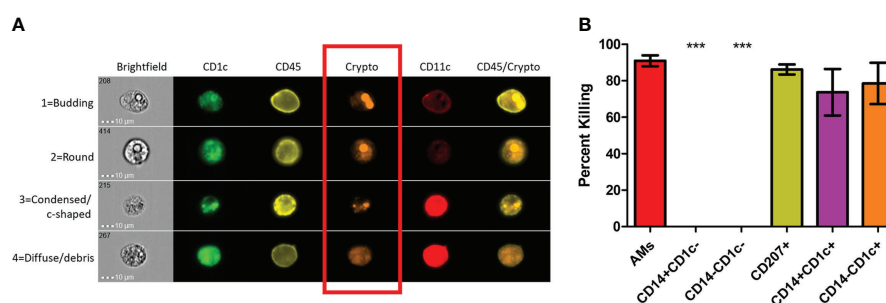 A
Brightfield CD1c CD45 Crypto CD11c CD45/Crypto
1=Budding
208
10 µm
2=Round
414
10 µm
3=Condensed/
c-shaped
215
10 µm
4=Diffuse/debris
267
10 µm
B
*** ***
Percent Killing
100
80
60
40
20
0
AMs
CD14+CD1c-
CD14-CD1c-
CD207+
CD14+CD1c+
CD14-CD1c+